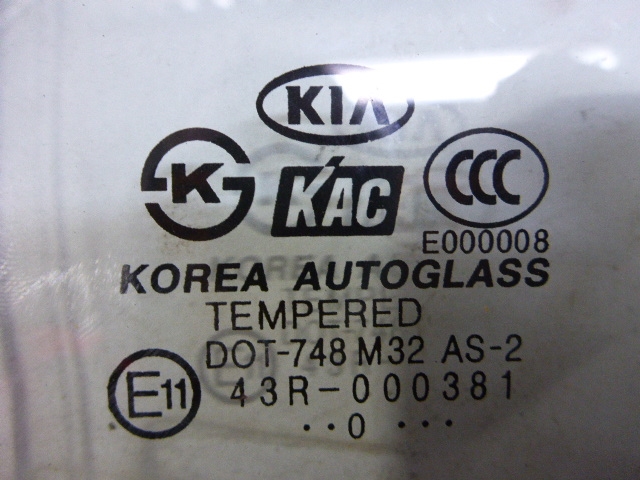 KIA
K KAC CCC
E000008
KOREA AUTOGLASS
TEMPERED
DOT-748 M32 AS-2
E11 43R-000381
··0 ···